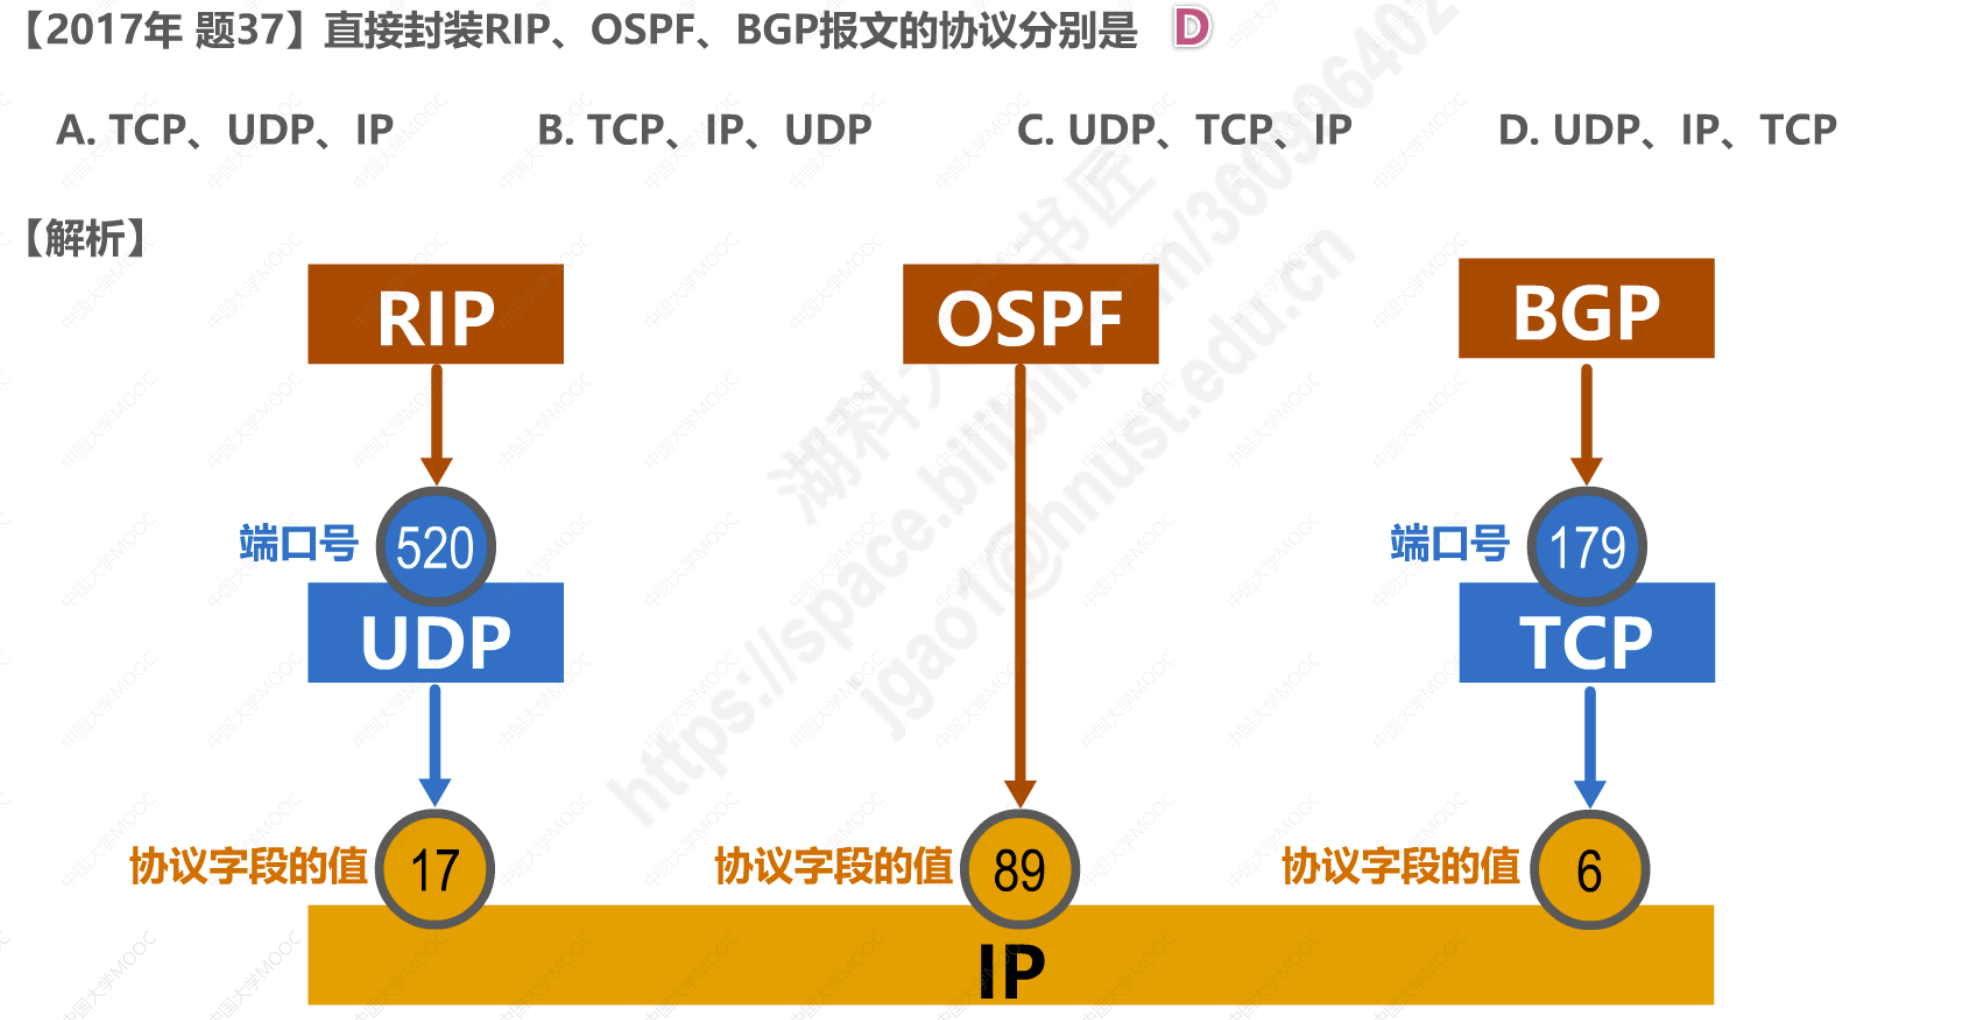 【2017年 题37】直接封装RIP、OSPF、BGP报文的协议分别是 D
A. TCP、UDP、IP B. TCP、IP、UDP C. UDP、TCP、IP D. UDP、IP、TCP
【解析】
RIP OSPF BGP
端口号 520 端口号 179
UDP TCP
协议字段的值 17 协议字段的值 89 协议字段的值 6
IP
湖科大 书匠
https://space.bilibili.com/360996402
jgao1@hnust.edu.cn
中国大学MOOC